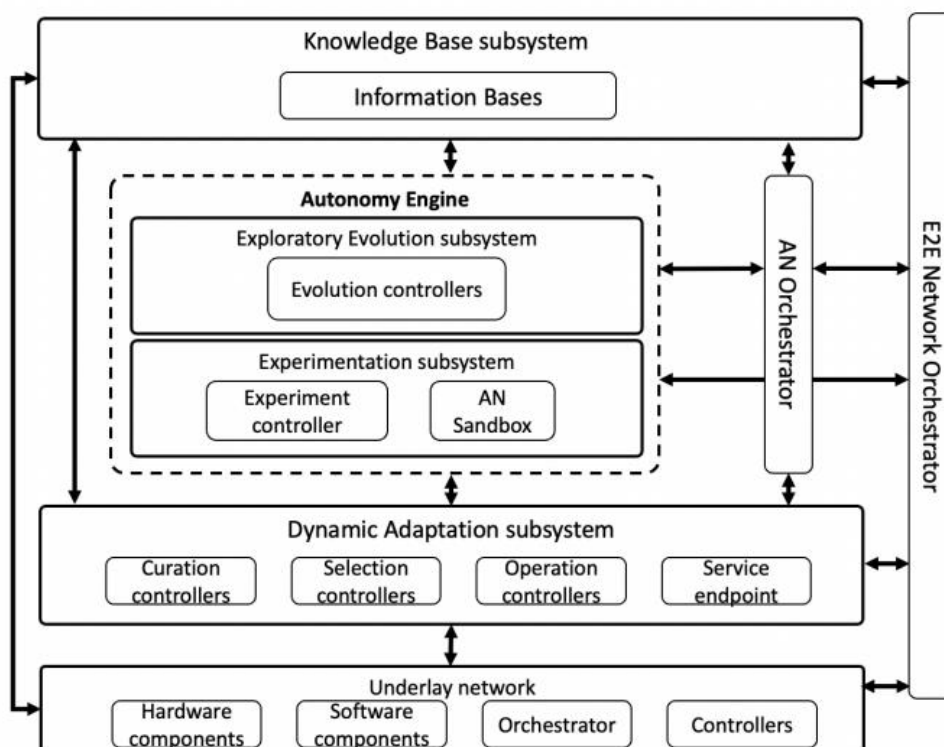 Knowledge Base subsystem
Information Bases
Autonomy Engine
Exploratory Evolution subsystem
Evolution controllers
Experimentation subsystem
Experiment
controller
AN
Sandbox
AN Orchestrator
E2E Network Orchestrator
Dynamic Adaptation subsystem
Curation
controllers
Selection
controllers
Operation
controllers
Service
endpoint
Underlay network
Hardware
components
Software
components
Orchestrator
Controllers